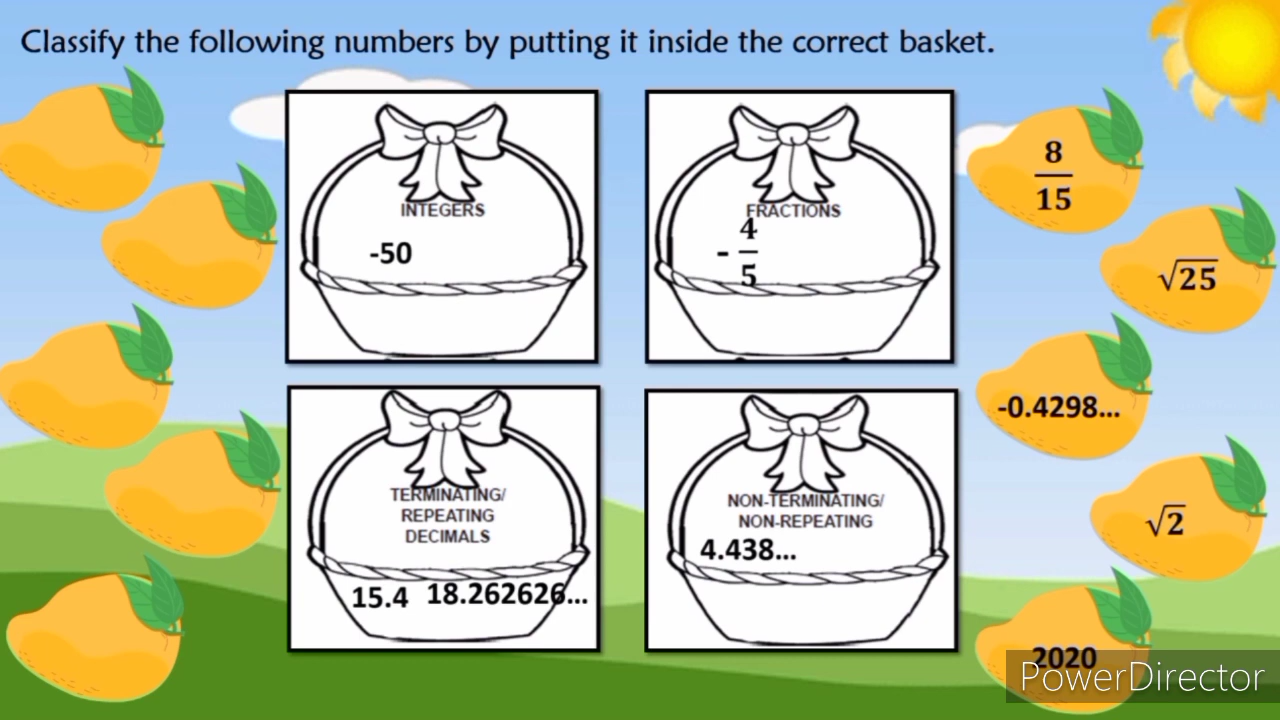 Classify the following numbers by putting it inside the correct basket.
INTEGERS
-50
FRACTIONS
- 4/5
TERMINATING/
REPEATING
DECIMALS
15.4 18.262626...
NON-TERMINATING/
NON-REPEATING
4.438...
8/15
√25
-0.4298...
√2
2020
PowerDirector